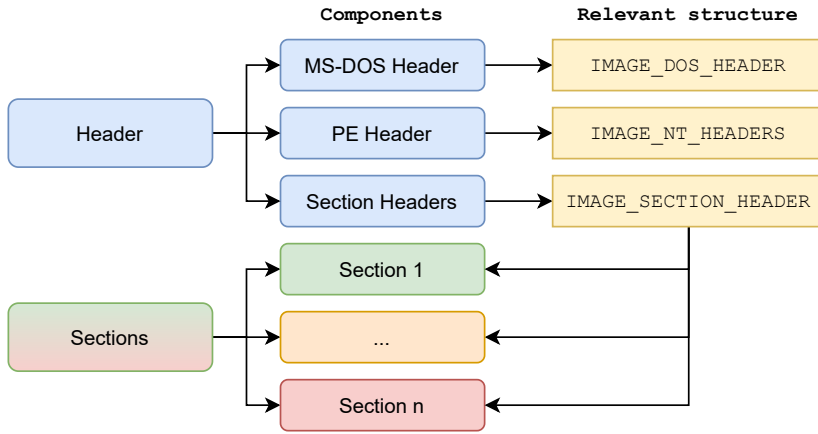 Components
Relevant structure
MS-DOS Header
IMAGE_DOS_HEADER
Header
PE Header
IMAGE_NT_HEADERS
Section Headers
IMAGE_SECTION_HEADER
Section 1
Sections
...
Section n